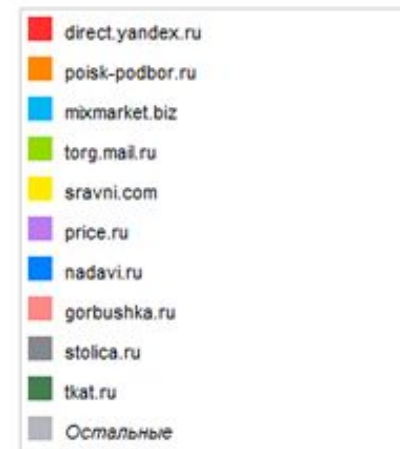 direct.yandex.ru
poisk-podbor.ru
mixmarket.biz
torg.mail.ru
sravni.com
price.ru
nadavi.ru
gorbushka.ru
stolica.ru
tkat.ru
Остальные